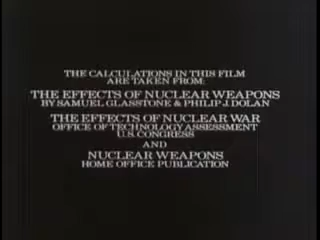 THE CALCULATIONS IN THIS FILM
ARE TAKEN FROM:
THE EFFECTS OF NUCLEAR WEAPONS
BY SAMUEL GLASSTONE & PHILIP J. DOLAN
THE EFFECTS OF NUCLEAR WAR
OFFICE OF TECHNOLOGY ASSESSMENT
U.S. CONGRESS
AND
NUCLEAR WEAPONS
HOME OFFICE PUBLICATION